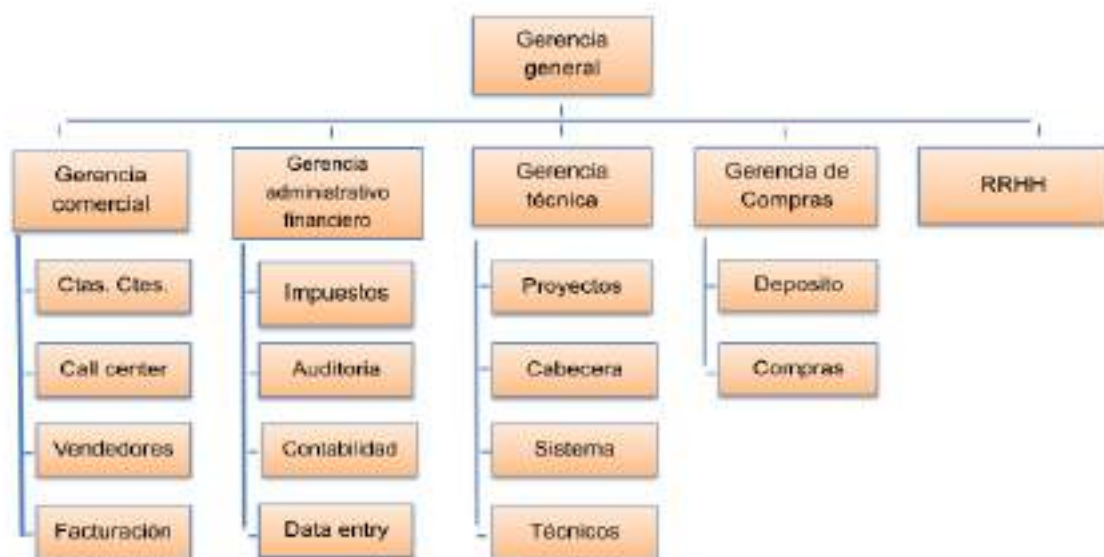 Gerencia
general
Gerencia
comercial
Gerencia
administrativo
financiero
Gerencia
técnica
Gerencia de
Compras
RRHH
Ctas. Ctes.
Impuestos
Proyectos
Deposito
Call center
Auditoria
Cabecera
Compras
Vendedores
Contabilidad
Sistema
Facturación
Data entry
Técnicos